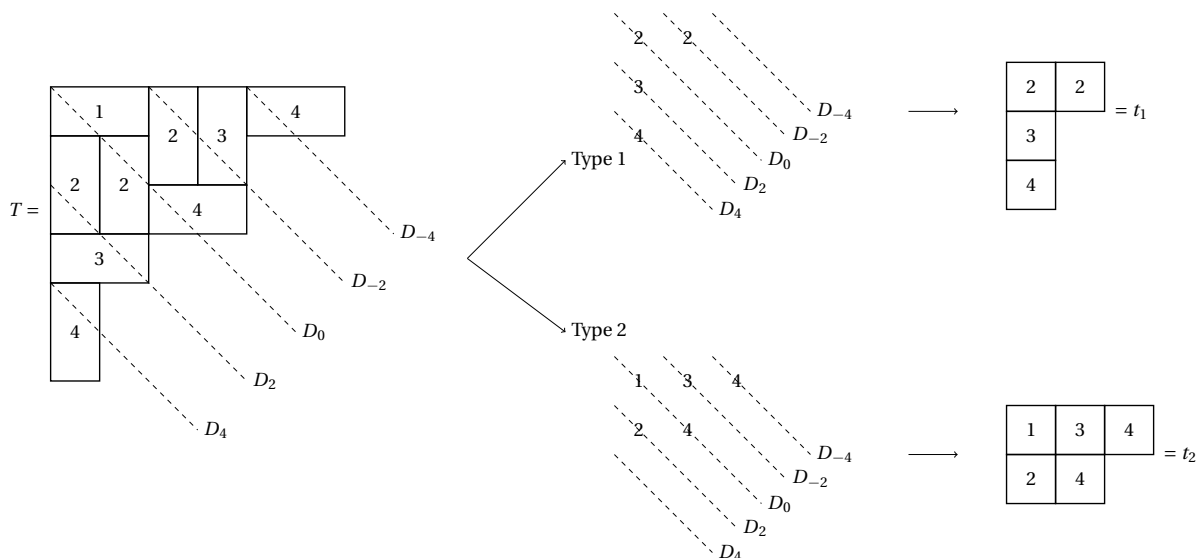 T =
1
2
3
4
2
2
4
3
4
D₋₄
D₋₂
D₀
D₂
D₄
Type 1
2
2
3
4
D₋₄
D₋₂
D₀
D₂
D₄
2 2
3
4
= t₁
Type 2
1
3
4
2
4
D₋₄
D₋₂
D₀
D₂
D₄
1 3 4
2 4
= t₂